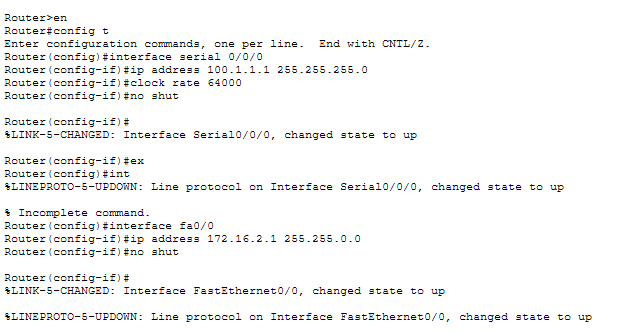 Router>en
Router#config t
Enter configuration commands, one per line.  End with CNTL/Z.
Router(config)#interface serial 0/0/0
Router(config-if)#ip address 100.1.1.1 255.255.255.0
Router(config-if)#clock rate 64000
Router(config-if)#no shut
Router(config-if)#
%LINK-5-CHANGED: Interface Serial0/0/0, changed state to up
Router(config-if)#ex
Router(config)#int
%LINEPROTO-5-UPDOWN: Line protocol on Interface Serial0/0/0, changed state to up
% Incomplete command.
Router(config)#interface fa0/0
Router(config-if)#ip address 172.16.2.1 255.255.0.0
Router(config-if)#no shut
Router(config-if)#
%LINK-5-CHANGED: Interface FastEthernet0/0, changed state to up
%LINEPROTO-5-UPDOWN: Line protocol on Interface FastEthernet0/0, changed state to up